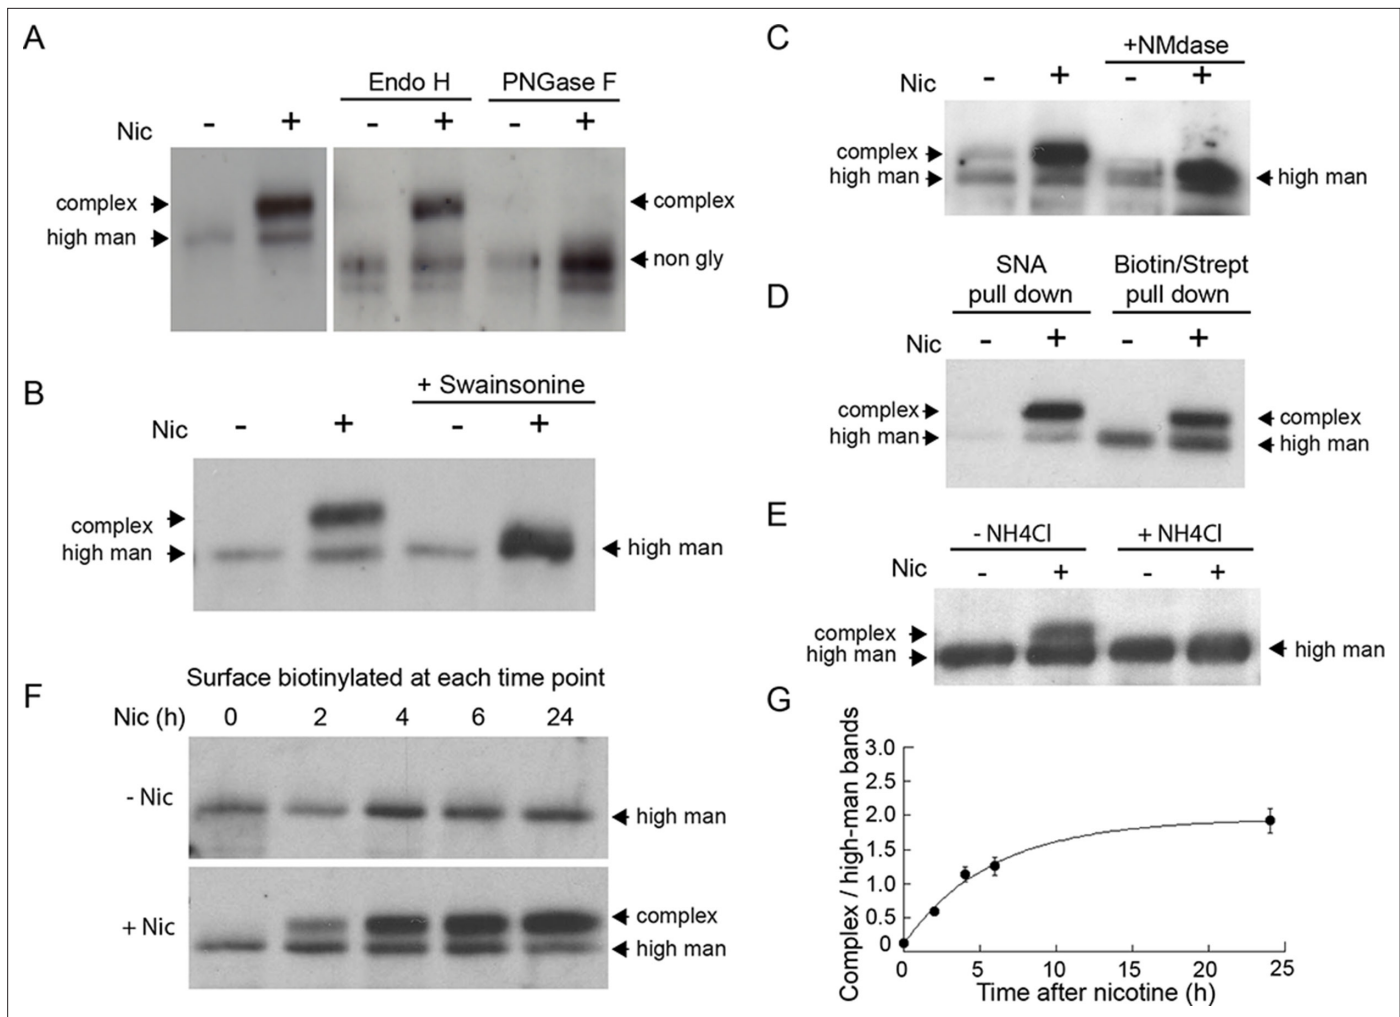 A
Endo H PNGase F
Nic - + - + - +
complex complex
high man
non gly
B
+ Swainsonine
Nic - + - +
complex
high man high man
C
+NMdase
Nic - + - +
complex
high man high man
D
SNA Biotin/Strept
pull down pull down
Nic - + - +
complex complex
high man high man
E
- NH4Cl + NH4Cl
Nic - + - +
complex
high man high man
F
Surface biotinylated at each time point
Nic (h) 0 2 4 6 24
- Nic
high man
+ Nic
complex
high man
G
Complex / high-man bands
3.0
2.5
2.0
1.5
1.0
0.5
0
0 5 10 15 20 25
Time after nicotine (h)